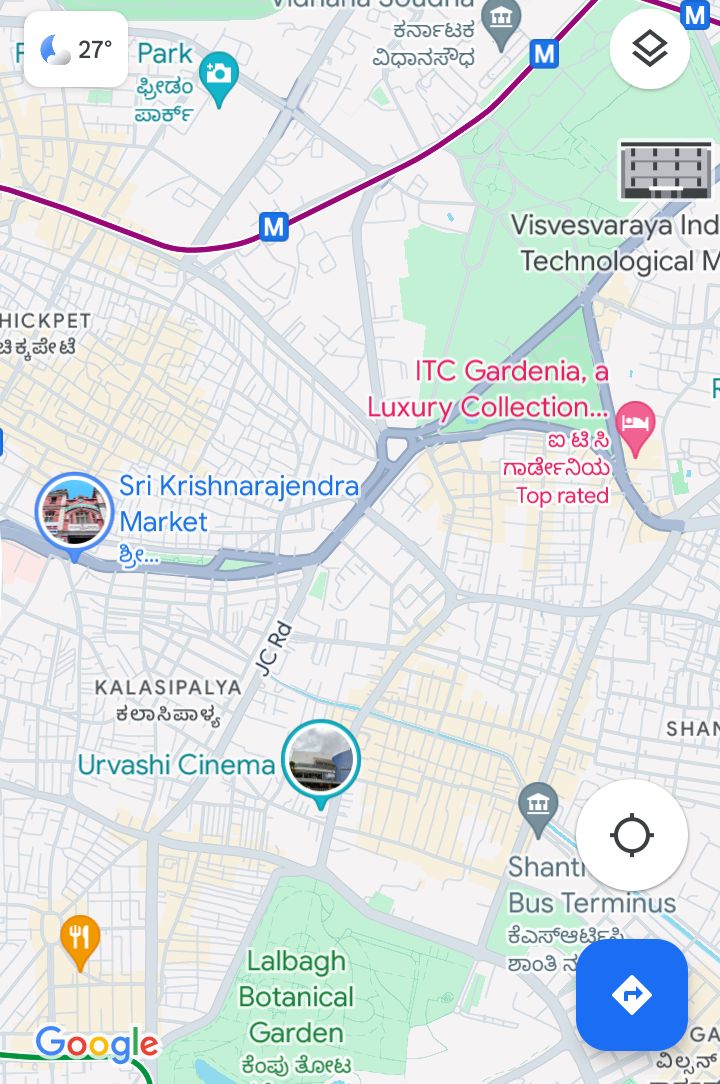 Vidhana Soudha
ಕರ್ನಾಟಕ
ವಿಧಾನಸೌಧ
M
M
27°
Park
ಫ್ರೀಡಂ
ಪಾರ್ಕ್
M
Visvesvaraya Ind
Technological M
HICKPET
ಚಿಕ್ಕಪೇಟೆ
ITC Gardenia, a
Luxury Collection...
ಐ ಟಿ ಸಿ
ಗಾರ್ಡೇನಿಯ
Top rated
Sri Krishnarajendra
Market
ಶ್ರೀ...
JC Rd
KALASIPALYA
ಕಲಾಸಿಪಾಳ್ಯ
SHAN
Urvashi Cinema
Shanti
Bus Terminus
ಕೆಎಸ್ಆರ್ಟಿಸಿ
ಶಾಂತಿ
Lalbagh
Botanical
Garden
ಕೆಂಪು ತೋಟ
Google
GA
ವಿಲ್ಸನ್